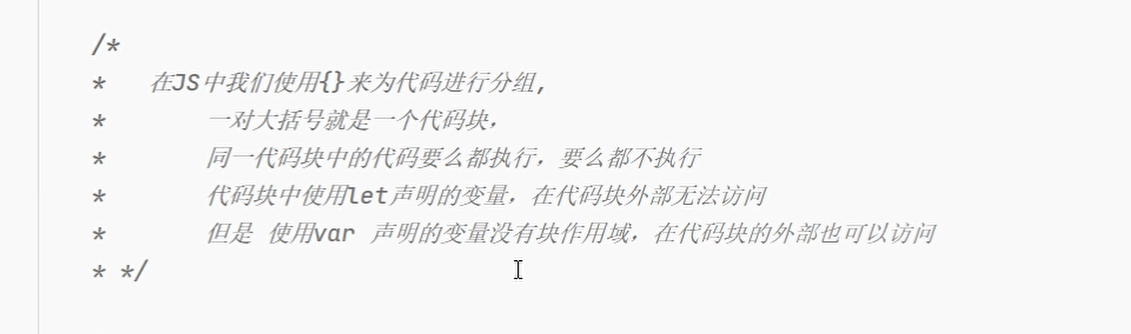 /*
* 在JS中我们使用{}来为代码进行分组,
* 一对大括号就是一个代码块，
* 同一代码块中的代码要么都执行，要么都不执行
* 代码块中使用let声明的变量，在代码块外部无法访问
* 但是 使用var 声明的变量没有块作用域，在代码块的外部也可以访问
* */